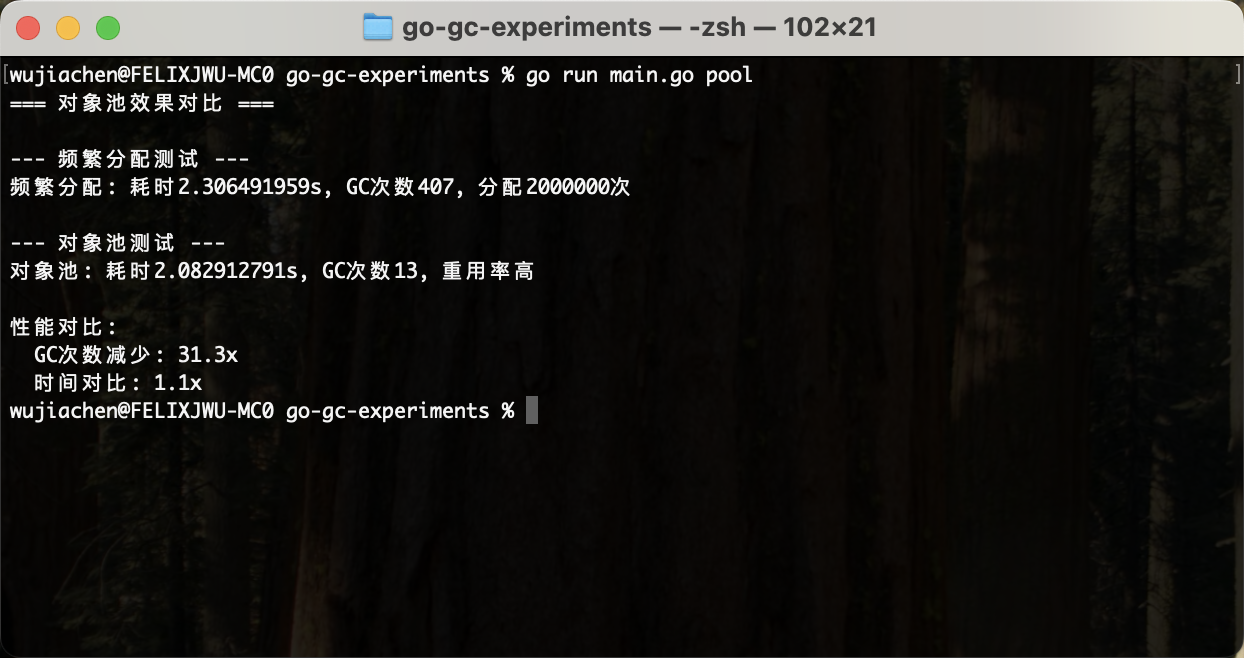 go-gc-experiments — -zsh — 102×21
[wujiachen@FELIXJWU-MC0 go-gc-experiments % go run main.go pool ]
=== 对象池效果对比 ===
--- 频繁分配测试 ---
频繁分配: 耗时2.306491959s, GC次数407, 分配2000000次
--- 对象池测试 ---
对象池: 耗时2.082912791s, GC次数13, 重用率高
性能对比:
GC次数减少: 31.3x
时间对比: 1.1x
wujiachen@FELIXJWU-MC0 go-gc-experiments %